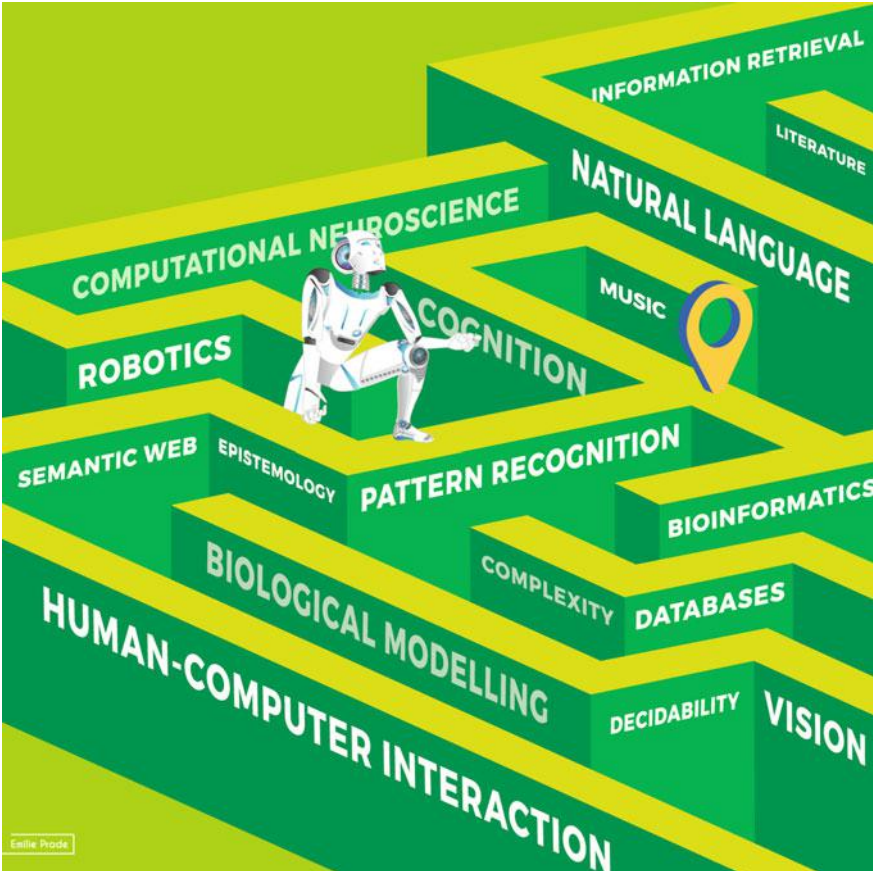 INFORMATION RETRIEVAL
LITERATURE
NATURAL LANGUAGE
COMPUTATIONAL NEUROSCIENCE
MUSIC
COGNITION
ROBOTICS
SEMANTIC WEB
EPISTEMOLOGY
PATTERN RECOGNITION
BIOINFORMATICS
BIOLOGICAL MODELLING
COMPLEXITY
DATABASES
HUMAN-COMPUTER INTERACTION
DECIDABILITY
VISION
Emilie Prade